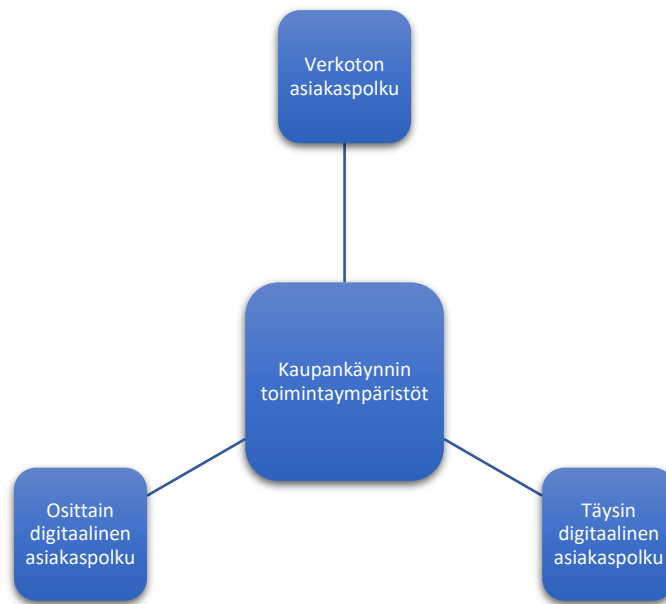 Verkoton
asiakaspolku
Kaupankäynnin
toimintaympäristöt
Osittain
digitaalinen
asiakaspolku
Täysin
digitaalinen
asiakaspolku